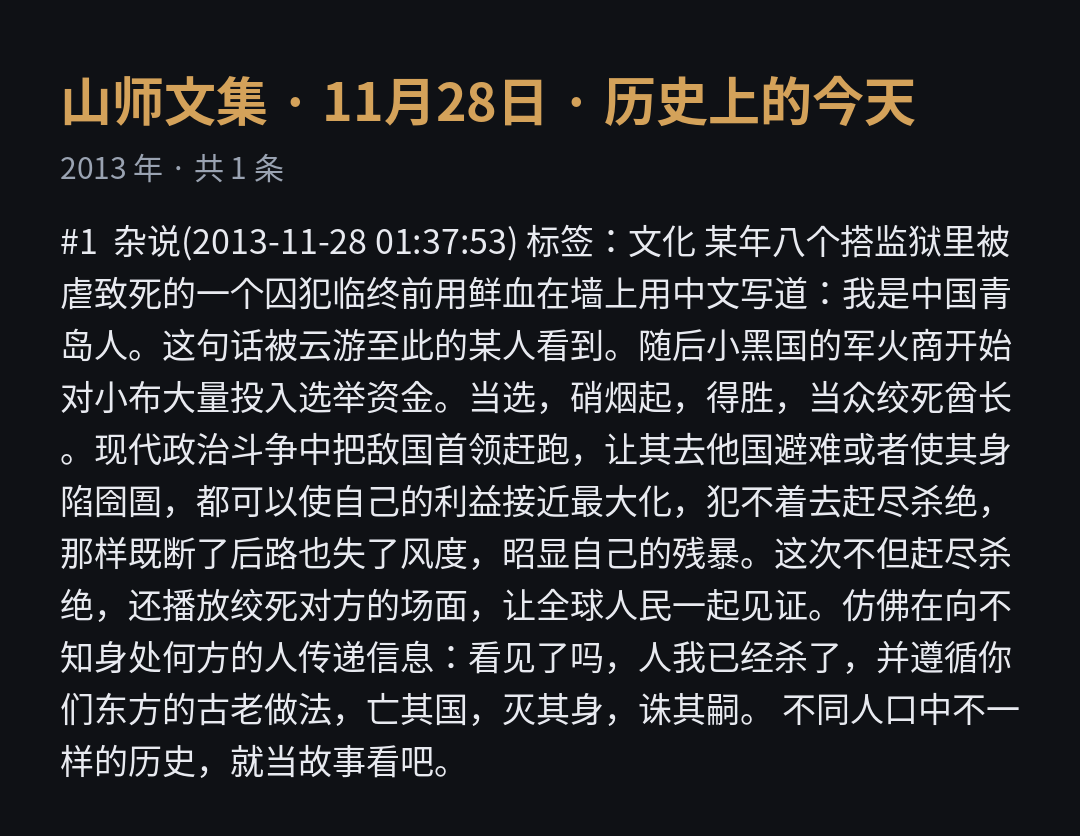 山师文集 · 11月28日 · 历史上的今天
2013 年 · 共 1 条
#1  杂说(2013-11-28 01:37:53) 标签：文化 某年八个搭监狱里被
虐致死的一个囚犯临终前用鲜血在墙上用中文写道：我是中国青
岛人。这句话被云游至此的某人看到。随后小黑国的军火商开始
对小布大量投入选举资金。当选，硝烟起，得胜，当众绞死酋长
。现代政治斗争中把敌国首领赶跑，让其去他国避难或者使其身
陷囹圄，都可以使自己的利益接近最大化，犯不着去赶尽杀绝，
那样既断了后路也失了风度，昭显自己的残暴。这次不但赶尽杀
绝，还播放绞死对方的场面，让全球人民一起见证。仿佛在向不
知身处何方的人传递信息：看见了吗，人我已经杀了，并遵循你
们东方的古老做法，亡其国，灭其身，诛其嗣。 不同人口中不一
样的历史，就当故事看吧。